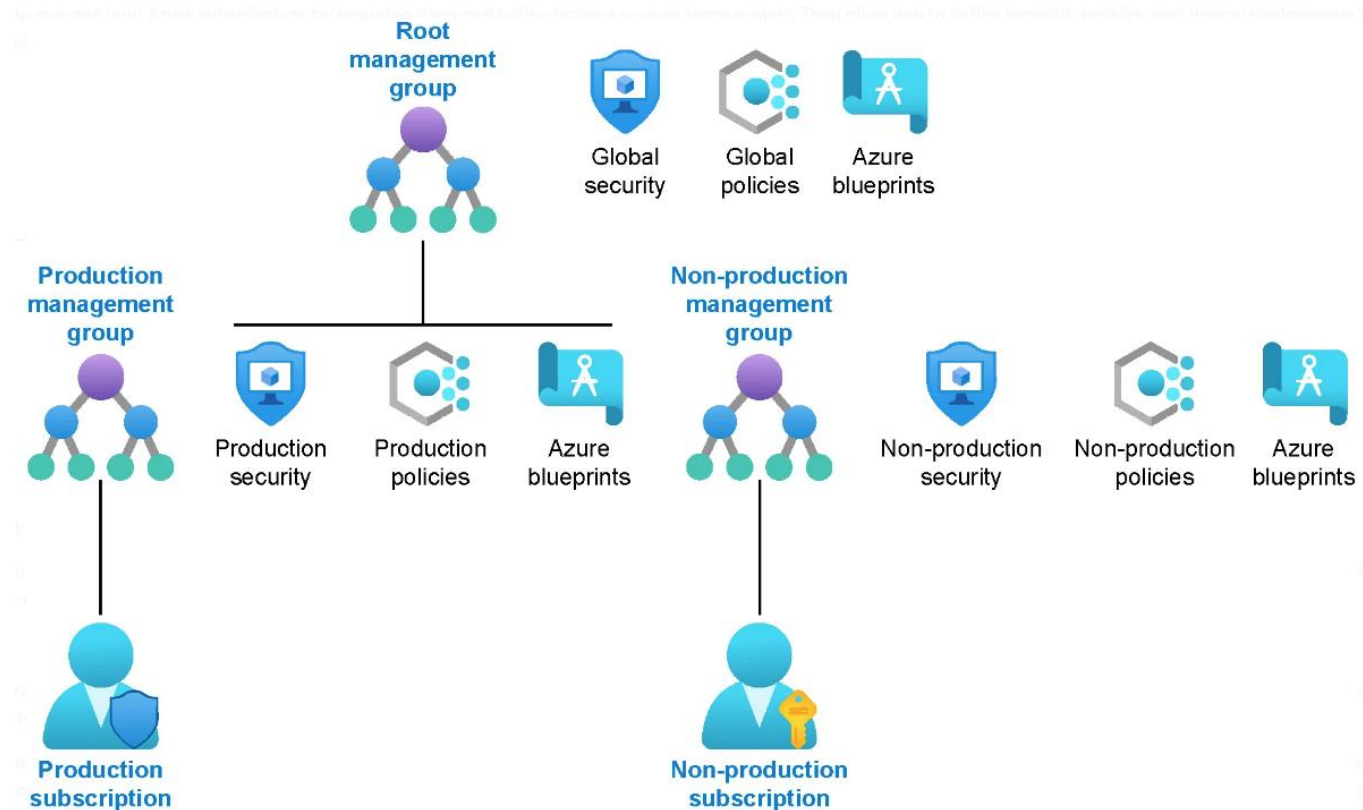 Root
management
group
Global
security
Global
policies
Azure
blueprints
Production
management
group
Production
security
Production
policies
Azure
blueprints
Non-production
management
group
Non-production
security
Non-production
policies
Azure
blueprints
Production
subscription
Non-production
subscription